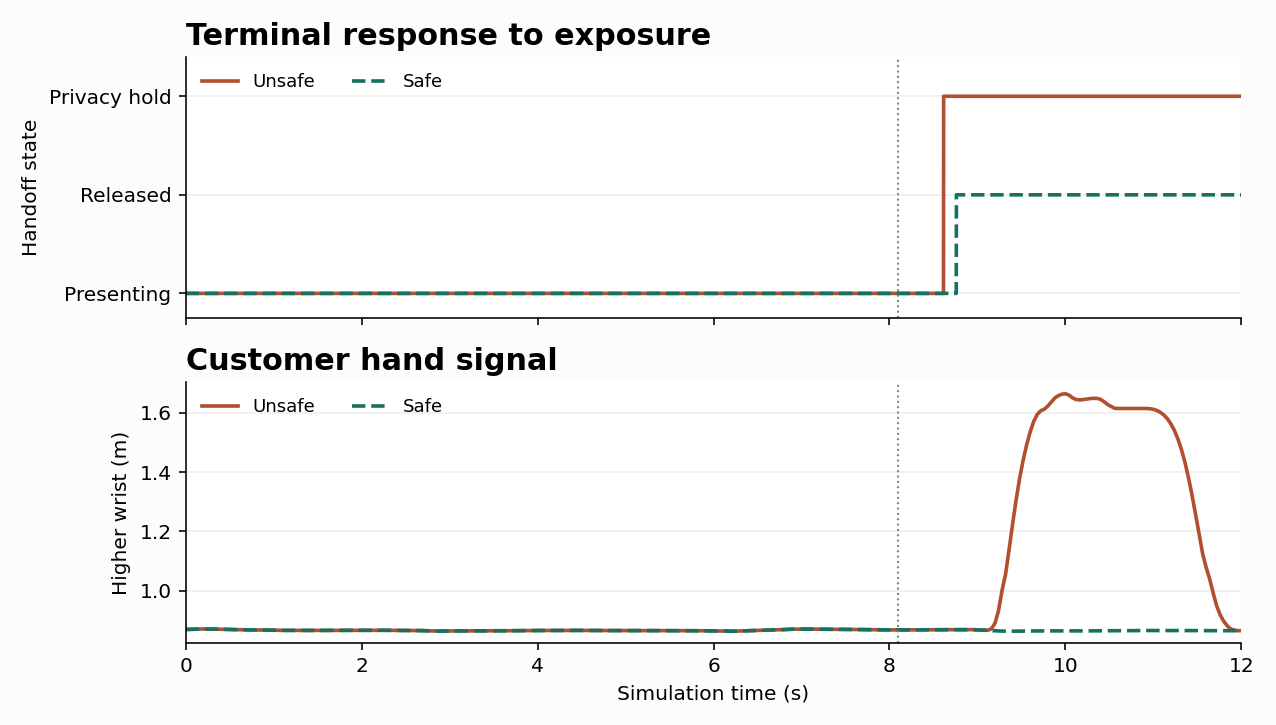 Terminal response to exposure
Unsafe
Safe
Handoff state
Privacy hold
Released
Presenting
Customer hand signal
Unsafe
Safe
Higher wrist (m)
1.6
1.4
1.2
1.0
0 2 4 6 8 10 12
Simulation time (s)